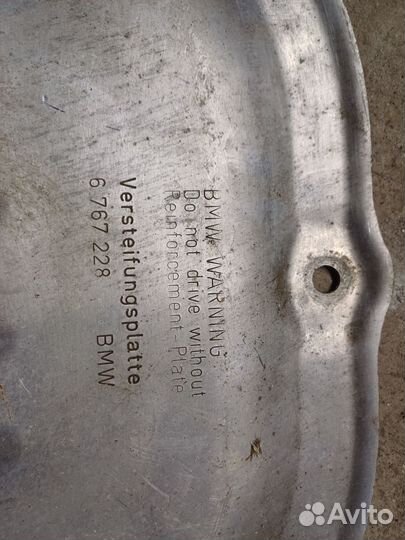 BMW WARNING
Do not drive without
Reinforcement-Plate
Versteifungsplatte
6 767 228 BMW
Avito